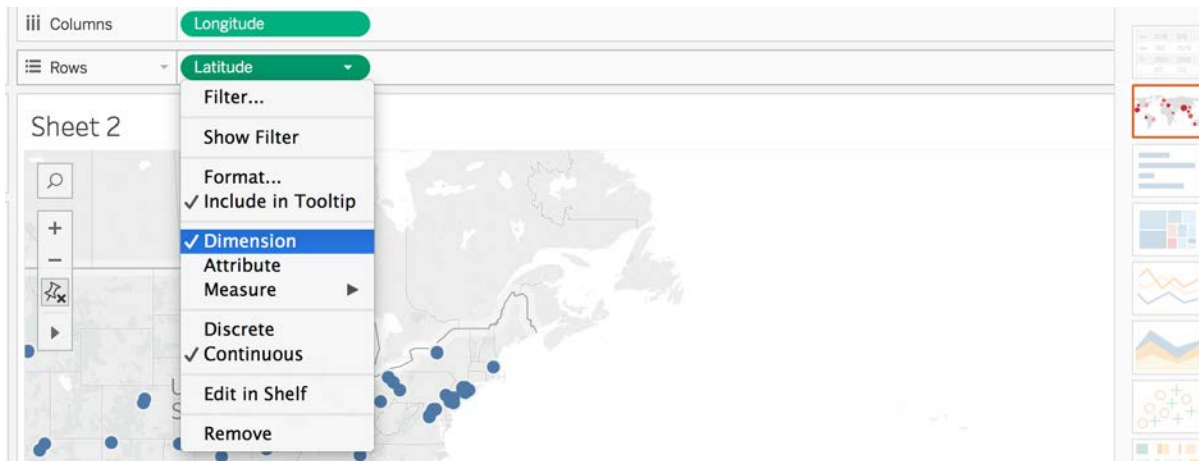 Columns
Longitude
Rows
Latitude
Filter...
Sheet 2
Show Filter
Format...
✓ Include in Tooltip
✓ Dimension
Attribute
Measure
Discrete
✓ Continuous
Edit in Shelf
Remove
U
S